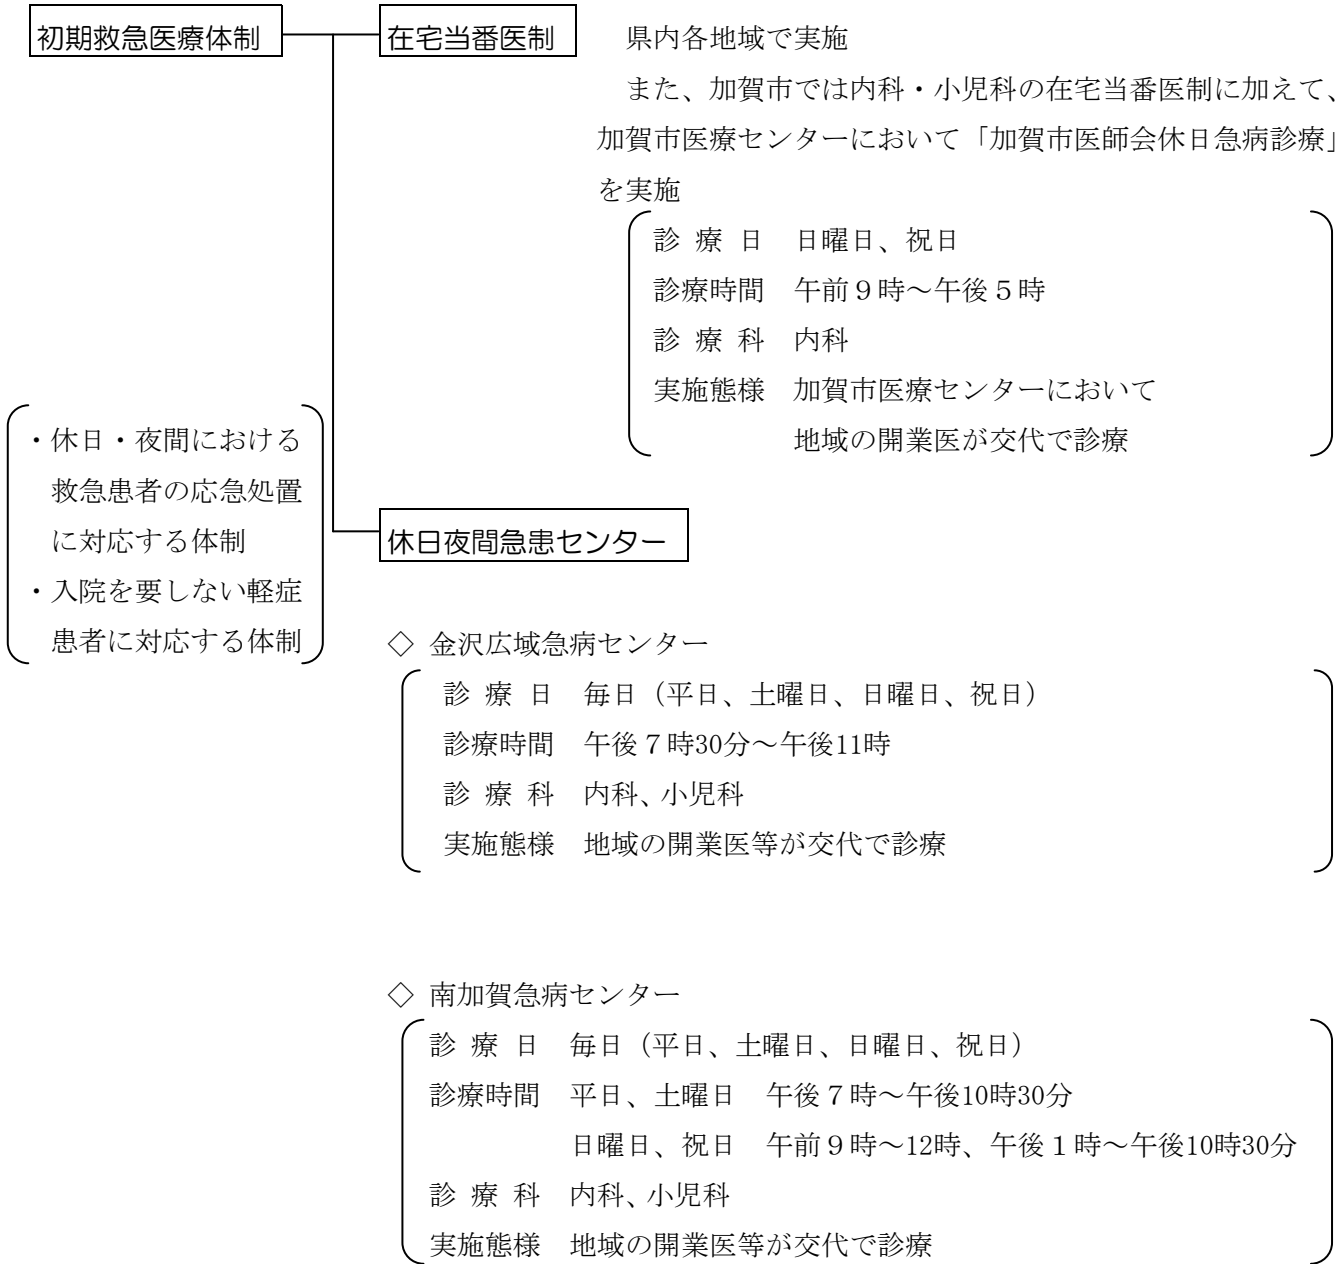 初期救急医療体制
在宅当番医制
県内各地域で実施
また、加賀市では内科・小児科の在宅当番医制に加えて、
加賀市医療センターにおいて「加賀市医師会休日急病診療」
を実施
診 療 日　日曜日、祝日
診療時間　午前９時～午後５時
診 療 科　内科
実施態様　加賀市医療センターにおいて
地域の開業医が交代で診療
・休日・夜間における
救急患者の応急処置
に対応する体制
・入院を要しない軽症
患者に対応する体制
休日夜間急患センター
◇ 金沢広域急病センター
診 療 日　毎日（平日、土曜日、日曜日、祝日）
診療時間　午後７時30分～午後11時
診 療 科　内科、小児科
実施態様　地域の開業医等が交代で診療
◇ 南加賀急病センター
診 療 日　毎日（平日、土曜日、日曜日、祝日）
診療時間　平日、土曜日　午後７時～午後10時30分
日曜日、祝日　午前９時～12時、午後１時～午後10時30分
診 療 科　内科、小児科
実施態様　地域の開業医等が交代で診療